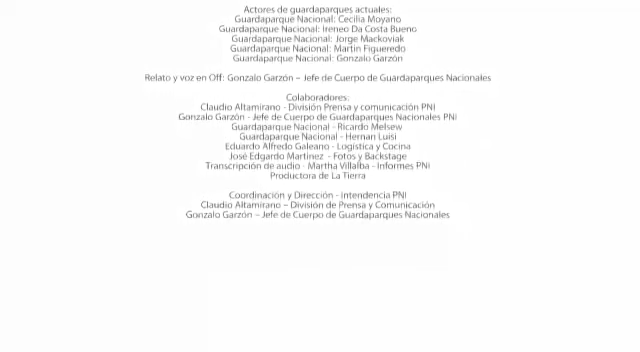 Actores de guardaparques actuales:
Guardaparque Nacional: Cecilia Moyano
Guardaparque Nacional: Ireneo Da Costa Bueno
Guardaparque Nacional: Jorge Mackoviak
Guardaparque Nacional: Martin Figueredo
Guardaparque Nacional: Gonzalo Garzón
Relato y voz en Off: Gonzalo Garzón – Jefe de Cuerpo de Guardaparques Nacionales
Colaboradores:
Claudio Altamirano - División Prensa y comunicación PNI
Gonzalo Garzón - Jefe de Cuerpo de Guardaparques Nacionales PNI
Guardaparque Nacional - Ricardo Melsew
Guardaparque Nacional - Hernan Luisi
Eduardo Alfredo Galeano - Logística y Cocina
José Edgardo Martinez - Fotos y Backstage
Transcripción de audio - Martha Villalba - Informes PNI
Productora de La Tierra
Coordinación y Dirección - Intendencia PNI
Claudio Altamirano – División de Prensa y Comunicación
Gonzalo Garzón – Jefe de Cuerpo de Guardaparques Nacionales